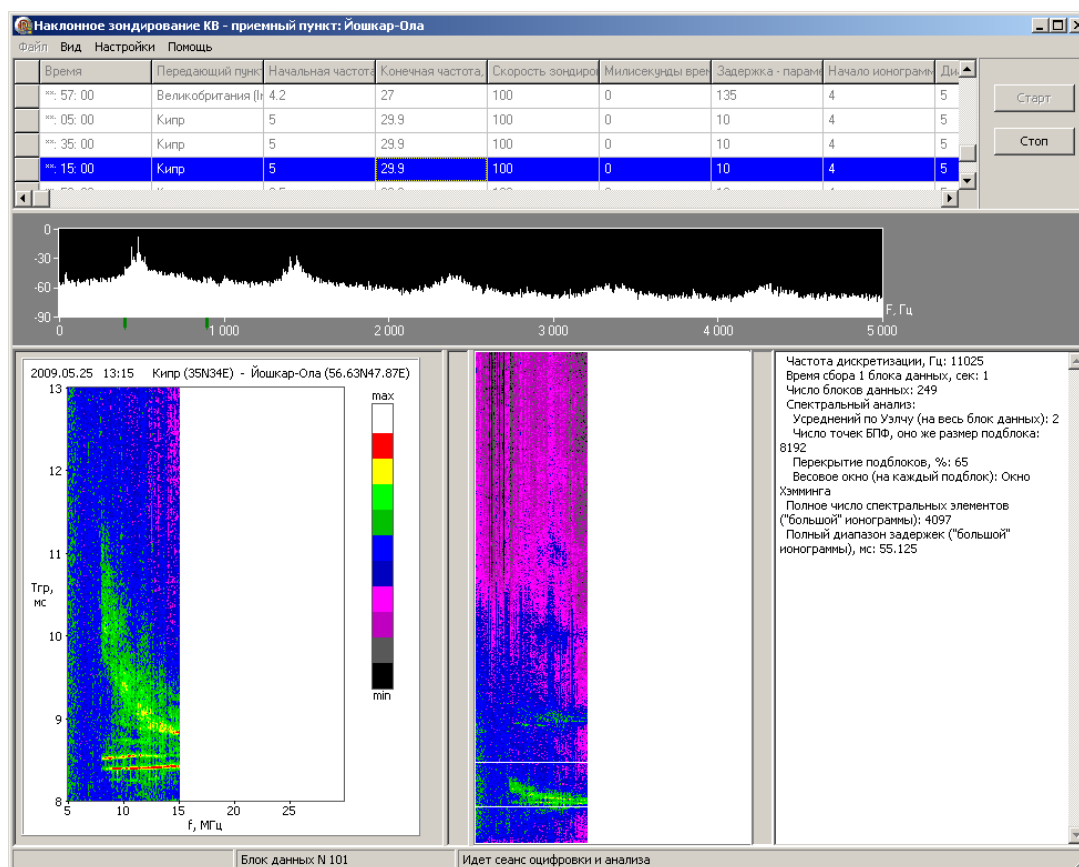 Наклонное зондирование КВ - приемный пункт: Йошкар-Ола
Файл Вид Настройки Помощь
Время Передающий пункт Начальная частота Конечная частота, Скорость зондиро Милисекунды врем Задержка - параме Начало ионограмм Ди
**: 57: 00 Великобритания (Ir 4.2 27 100 0 135 4 5
**: 05: 00 Кипр 5 29.9 100 0 10 4 5
**: 35: 00 Кипр 5 29.9 100 0 10 4 5
**: 15: 00 Кипр 5 29.9 100 0 10 4 5
Старт
Стоп
0
-30
-60
-90
0 1 000 2 000 3 000 4 000 5 000
F, Гц
2009.05.25 13:15 Кипр (35N34E) - Йошкар-Ола (56.63N47.87E)
13
12
11
Tгр,
мс
10
9
8
5 10 15 20 25
f, МГц
max
min
Частота дискретизации, Гц: 11025
Время сбора 1 блока данных, сек: 1
Число блоков данных: 249
Спектральный анализ:
Усреднений по Уэлчу (на весь блок данных): 2
Число точек БПФ, оно же размер подблока:
8192
Перекрытие подблоков, %: 65
Весовое окно (на каждый подблок): Окно
Хэмминга
Полное число спектральных элементов
("большой" ионограммы): 4097
Полный диапазон задержек ("большой"
ионограммы), мс: 55.125
Блок данных N 101
Идет сеанс оцифровки и анализа